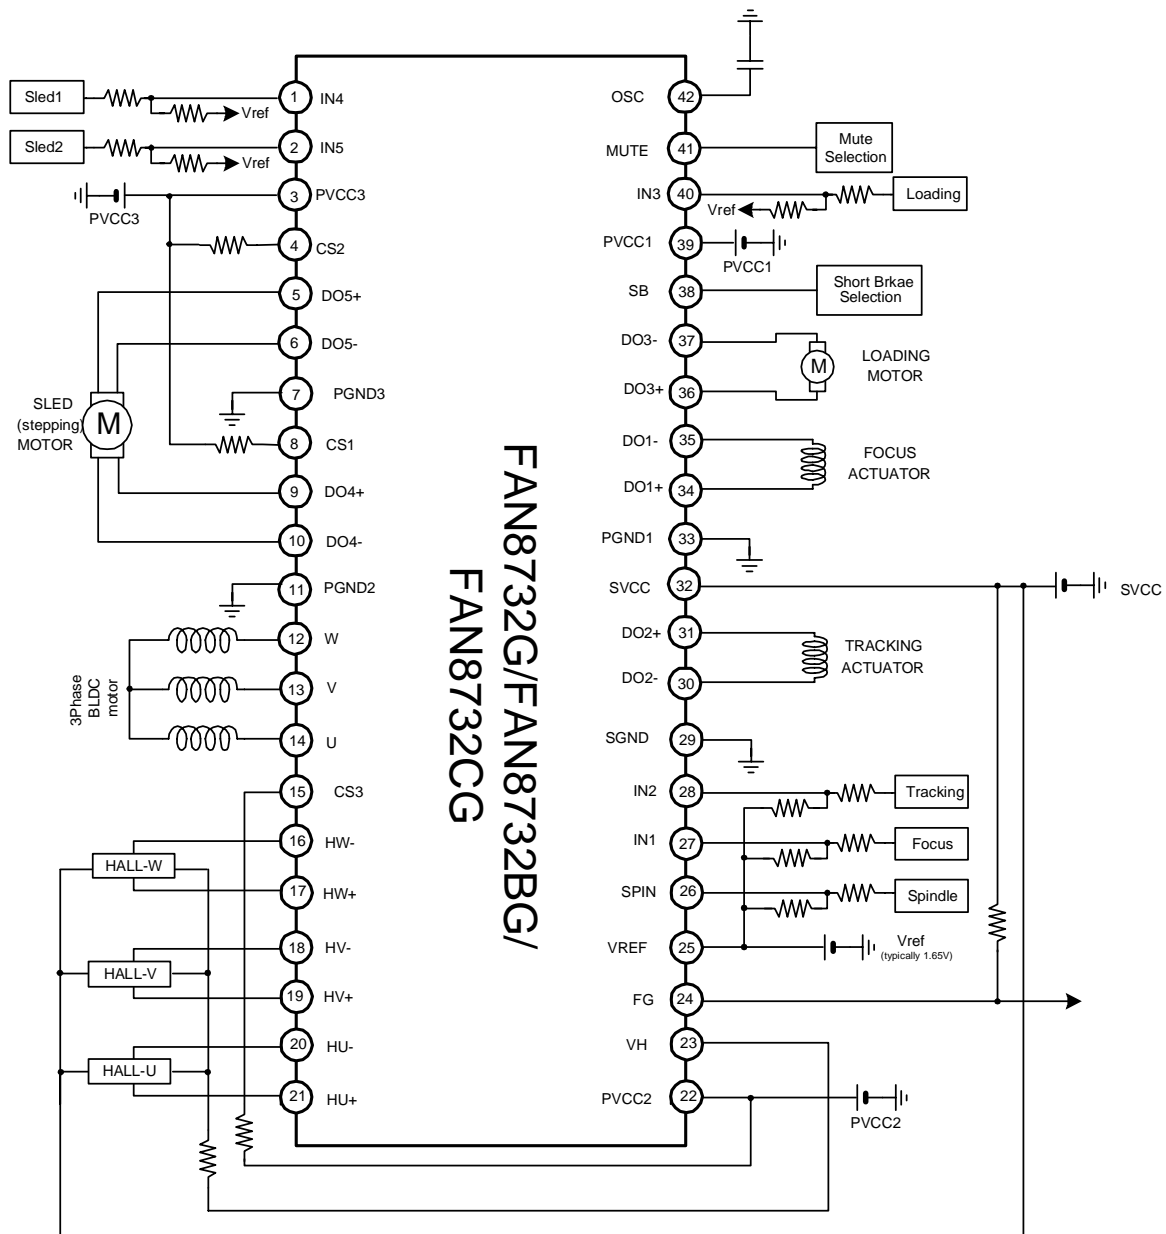 Sled1
Vref
1
IN4
Sled2
Vref
2
IN5
PVCC3
3
PVCC3
4
CS2
5
DO5+
6
DO5-
7
PGND3
SLED
(stepping)
MOTOR
M
8
CS1
9
DO4+
10
DO4-
11
PGND2
3Phase
BLDC
motor
12
W
13
V
14
U
15
CS3
HALL-W
16
HW-
17
HW+
HALL-V
18
HV-
19
HV+
HALL-U
20
HU-
21
HU+
FAN8732G/FAN8732BG/
FAN8732CG
OSC
42
MUTE
41
Mute
Selection
IN3
40
Vref
Loading
PVCC1
39
PVCC1
SB
38
Short Brkae
Selection
DO3-
37
DO3+
36
M
LOADING
MOTOR
DO1-
35
DO1+
34
FOCUS
ACTUATOR
PGND1
33
SVCC
32
SVCC
DO2+
31
DO2-
30
TRACKING
ACTUATOR
SGND
29
IN2
28
Tracking
IN1
27
Focus
SPIN
26
Spindle
VREF
25
Vref
(typically 1.65V)
FG
24
VH
23
PVCC2
22
PVCC2